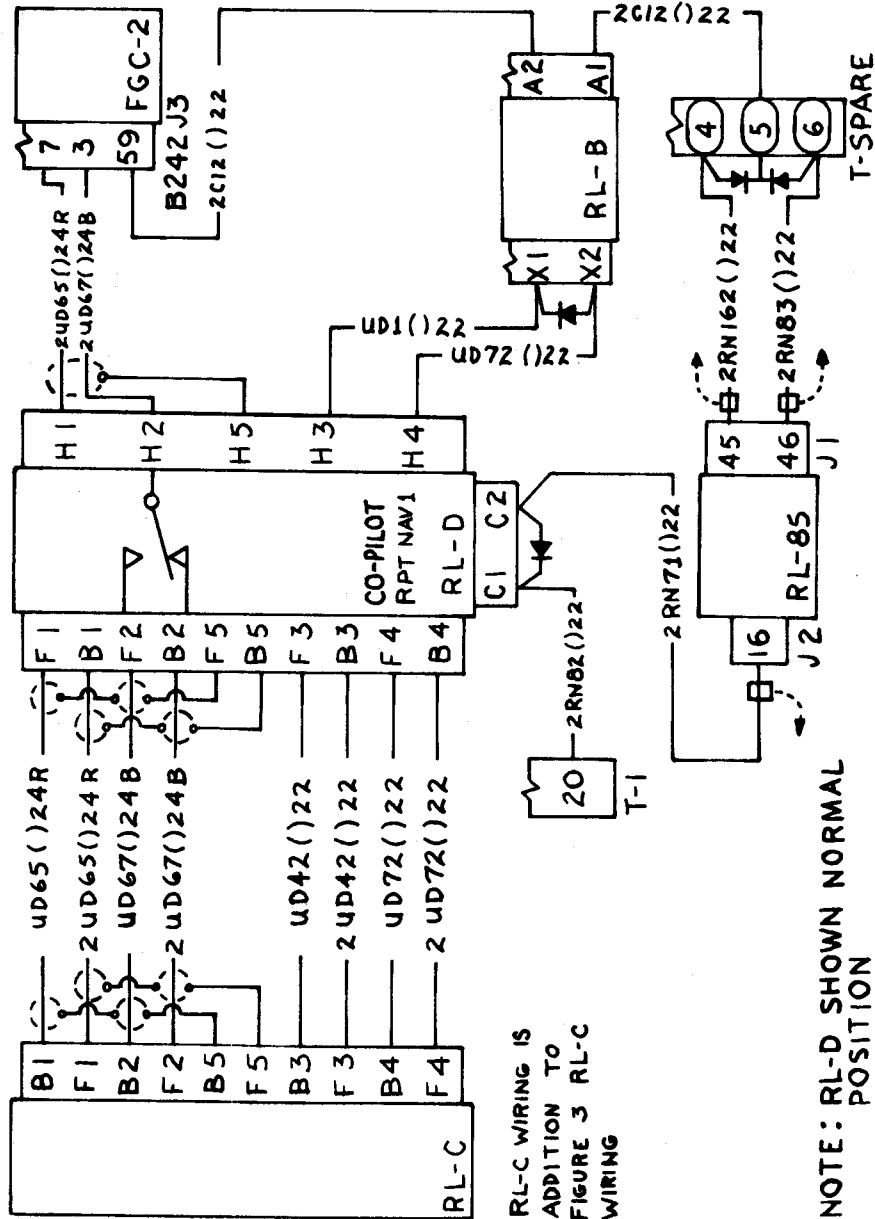 RL-C
B1
F1
B2
F2
B5
F5
B3
F3
B4
F4
UD65()24R
2UD65()24R
UD67()24B
2UD67()24B
UD42()22
2UD42()22
UD72()22
2UD72()22
F1
B1
F2
B2
F5
B5
F3
B3
F4
B4
CO-PILOT
RPT NAV1
RL-D
H1
H2
H5
H3
H4
C1
C2
2UD65()24R
2UD67()24B
7
3
59
FGC-2
B242J3
2C12()22
UD1()22
UD72()22
X1
X2
RL-B
A2
A1
2C12()22
4
5
6
T-SPARE
2RN162()22
2RN83()22
45
46
J1
RL-85
16
J2
2RN71()22
2RN82()22
20
T-1
RL-C WIRING IS
ADDITION TO
FIGURE 3 RL-C
WIRING
NOTE: RL-D SHOWN NORMAL
POSITION